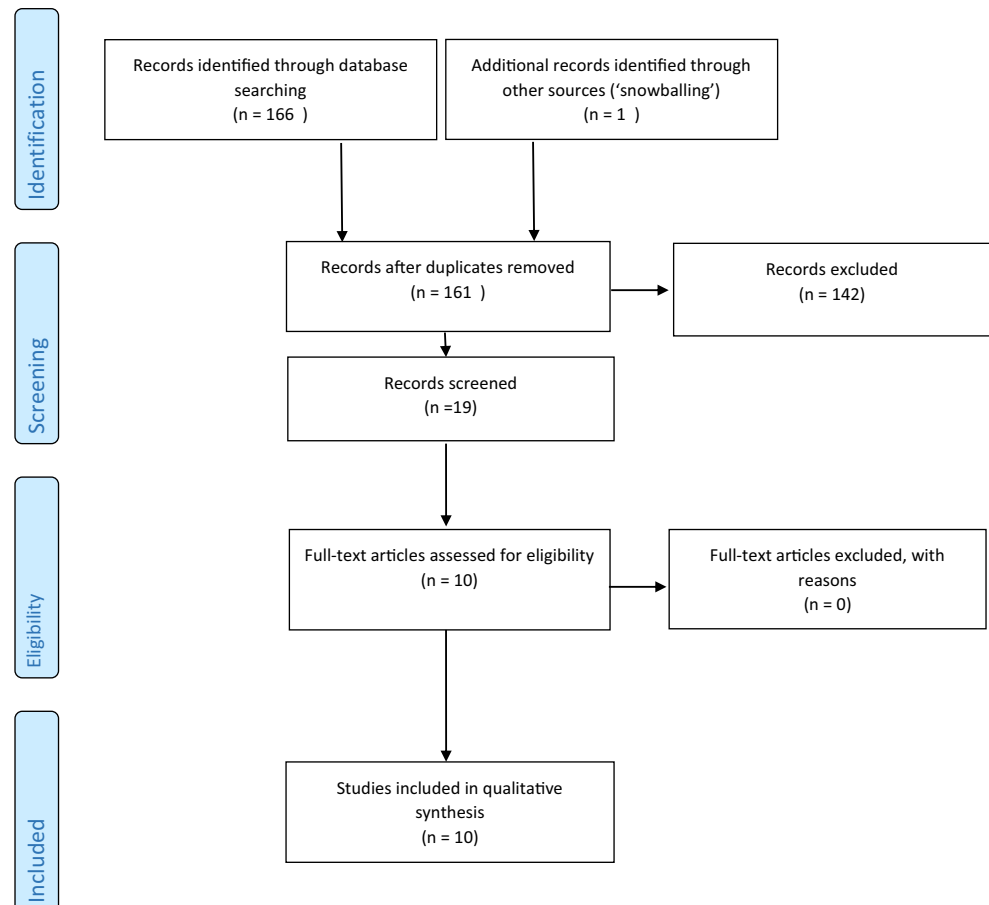 Identification
Records identified through database
searching
(n = 166  )
Additional records identified through
other sources (‘snowballing’)
(n = 1  )
Screening
Records after duplicates removed
(n = 161  )
Records excluded
(n = 142)
Records screened
(n =19)
Eligibility
Full-text articles assessed for eligibility
(n = 10)
Full-text articles excluded, with
reasons
(n = 0)
Included
Studies included in qualitative
synthesis
(n = 10)